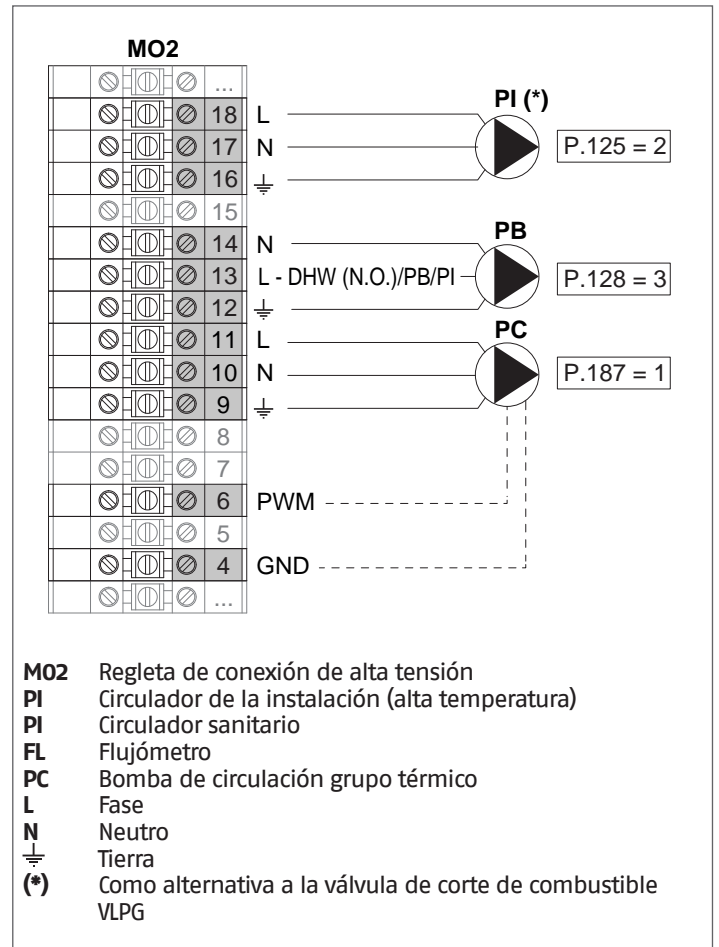 MO2
...
18 L PI (*)
17 N P.125 = 2
16 ⏚
15
14 N PB
13 L - DHW (N.O.)/PB/PI P.128 = 3
12 ⏚
11 L PC
10 N P.187 = 1
9 ⏚
8
7
6 PWM
5
4 GND
...
M02 Regleta de conexión de alta tensión
PI Circulador de la instalación (alta temperatura)
PI Circulador sanitario
FL Flujómetro
PC Bomba de circulación grupo térmico
L Fase
N Neutro
⏚ Tierra
(*) Como alternativa a la válvula de corte de combustible
VLPG